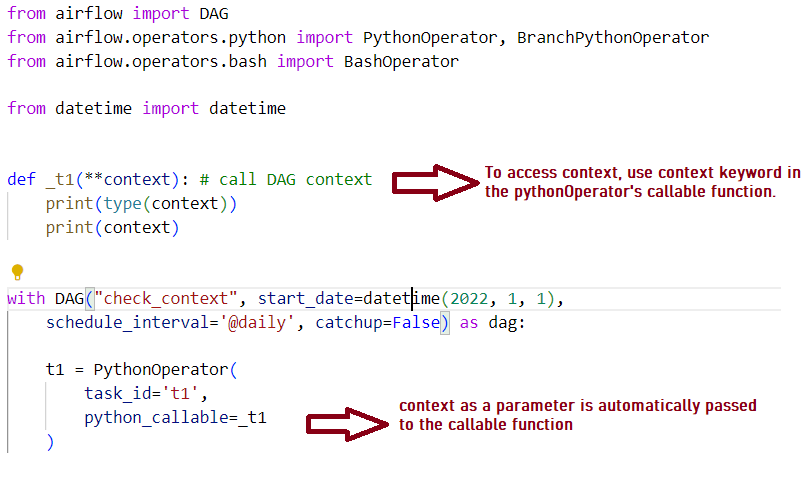 from airflow import DAG
from airflow.operators.python import PythonOperator, BranchPythonOperator
from airflow.operators.bash import BashOperator
from datetime import datetime
def _t1(**context): # call DAG context
To access context, use context keyword in
the pythonOperator's callable function.
    print(type(context))
    print(context)
with DAG("check_context", start_date=datetime(2022, 1, 1),
    schedule_interval='@daily', catchup=False) as dag:
    t1 = PythonOperator(
        task_id='t1',
        python_callable=_t1
    )
context as a parameter is automatically passed
to the callable function